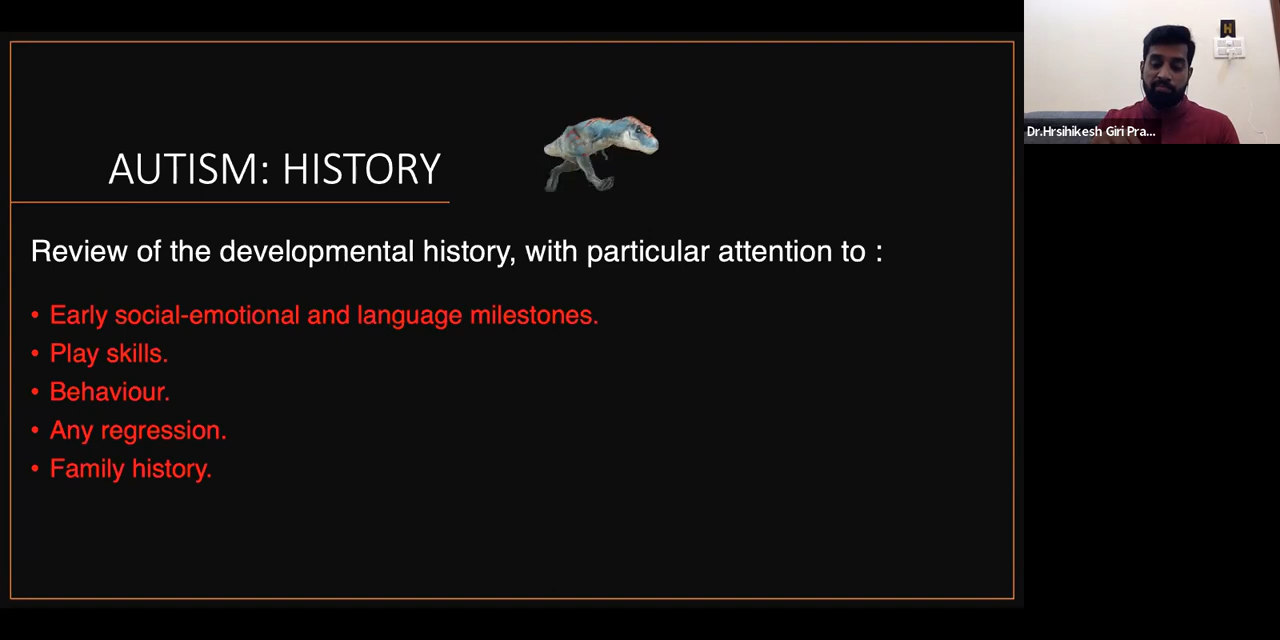 AUTISM: HISTORY
Review of the developmental history, with particular attention to :
• Early social-emotional and language milestones.
• Play skills.
• Behaviour.
• Any regression.
• Family history.
H
Dr.Hrsihikesh Giri Pra...